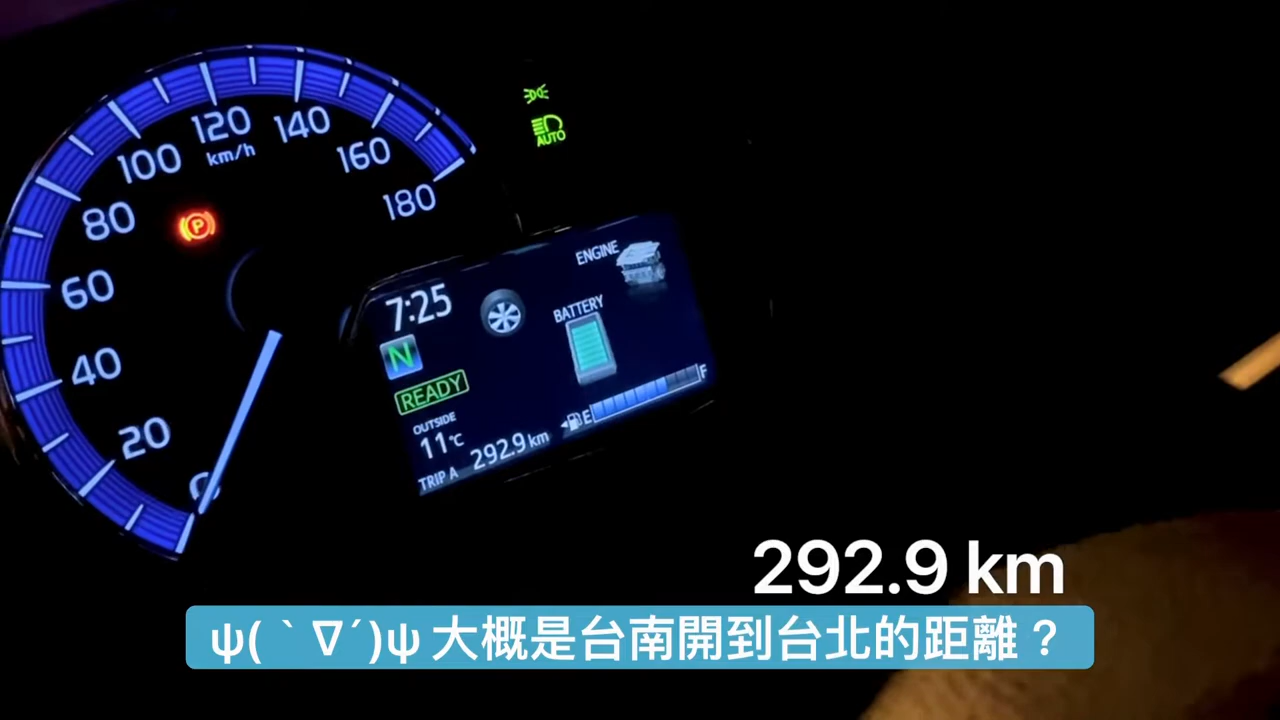 180
160
140
120
km/h
100
80
60
40
20
0
P
AUTO
7:25
N
READY
OUTSIDE
11℃
TRIP A 292.9 km
ENGINE
BATTERY
E
F
292.9 km
ψ(｀∇´)ψ 大概是台南開到台北的距離？